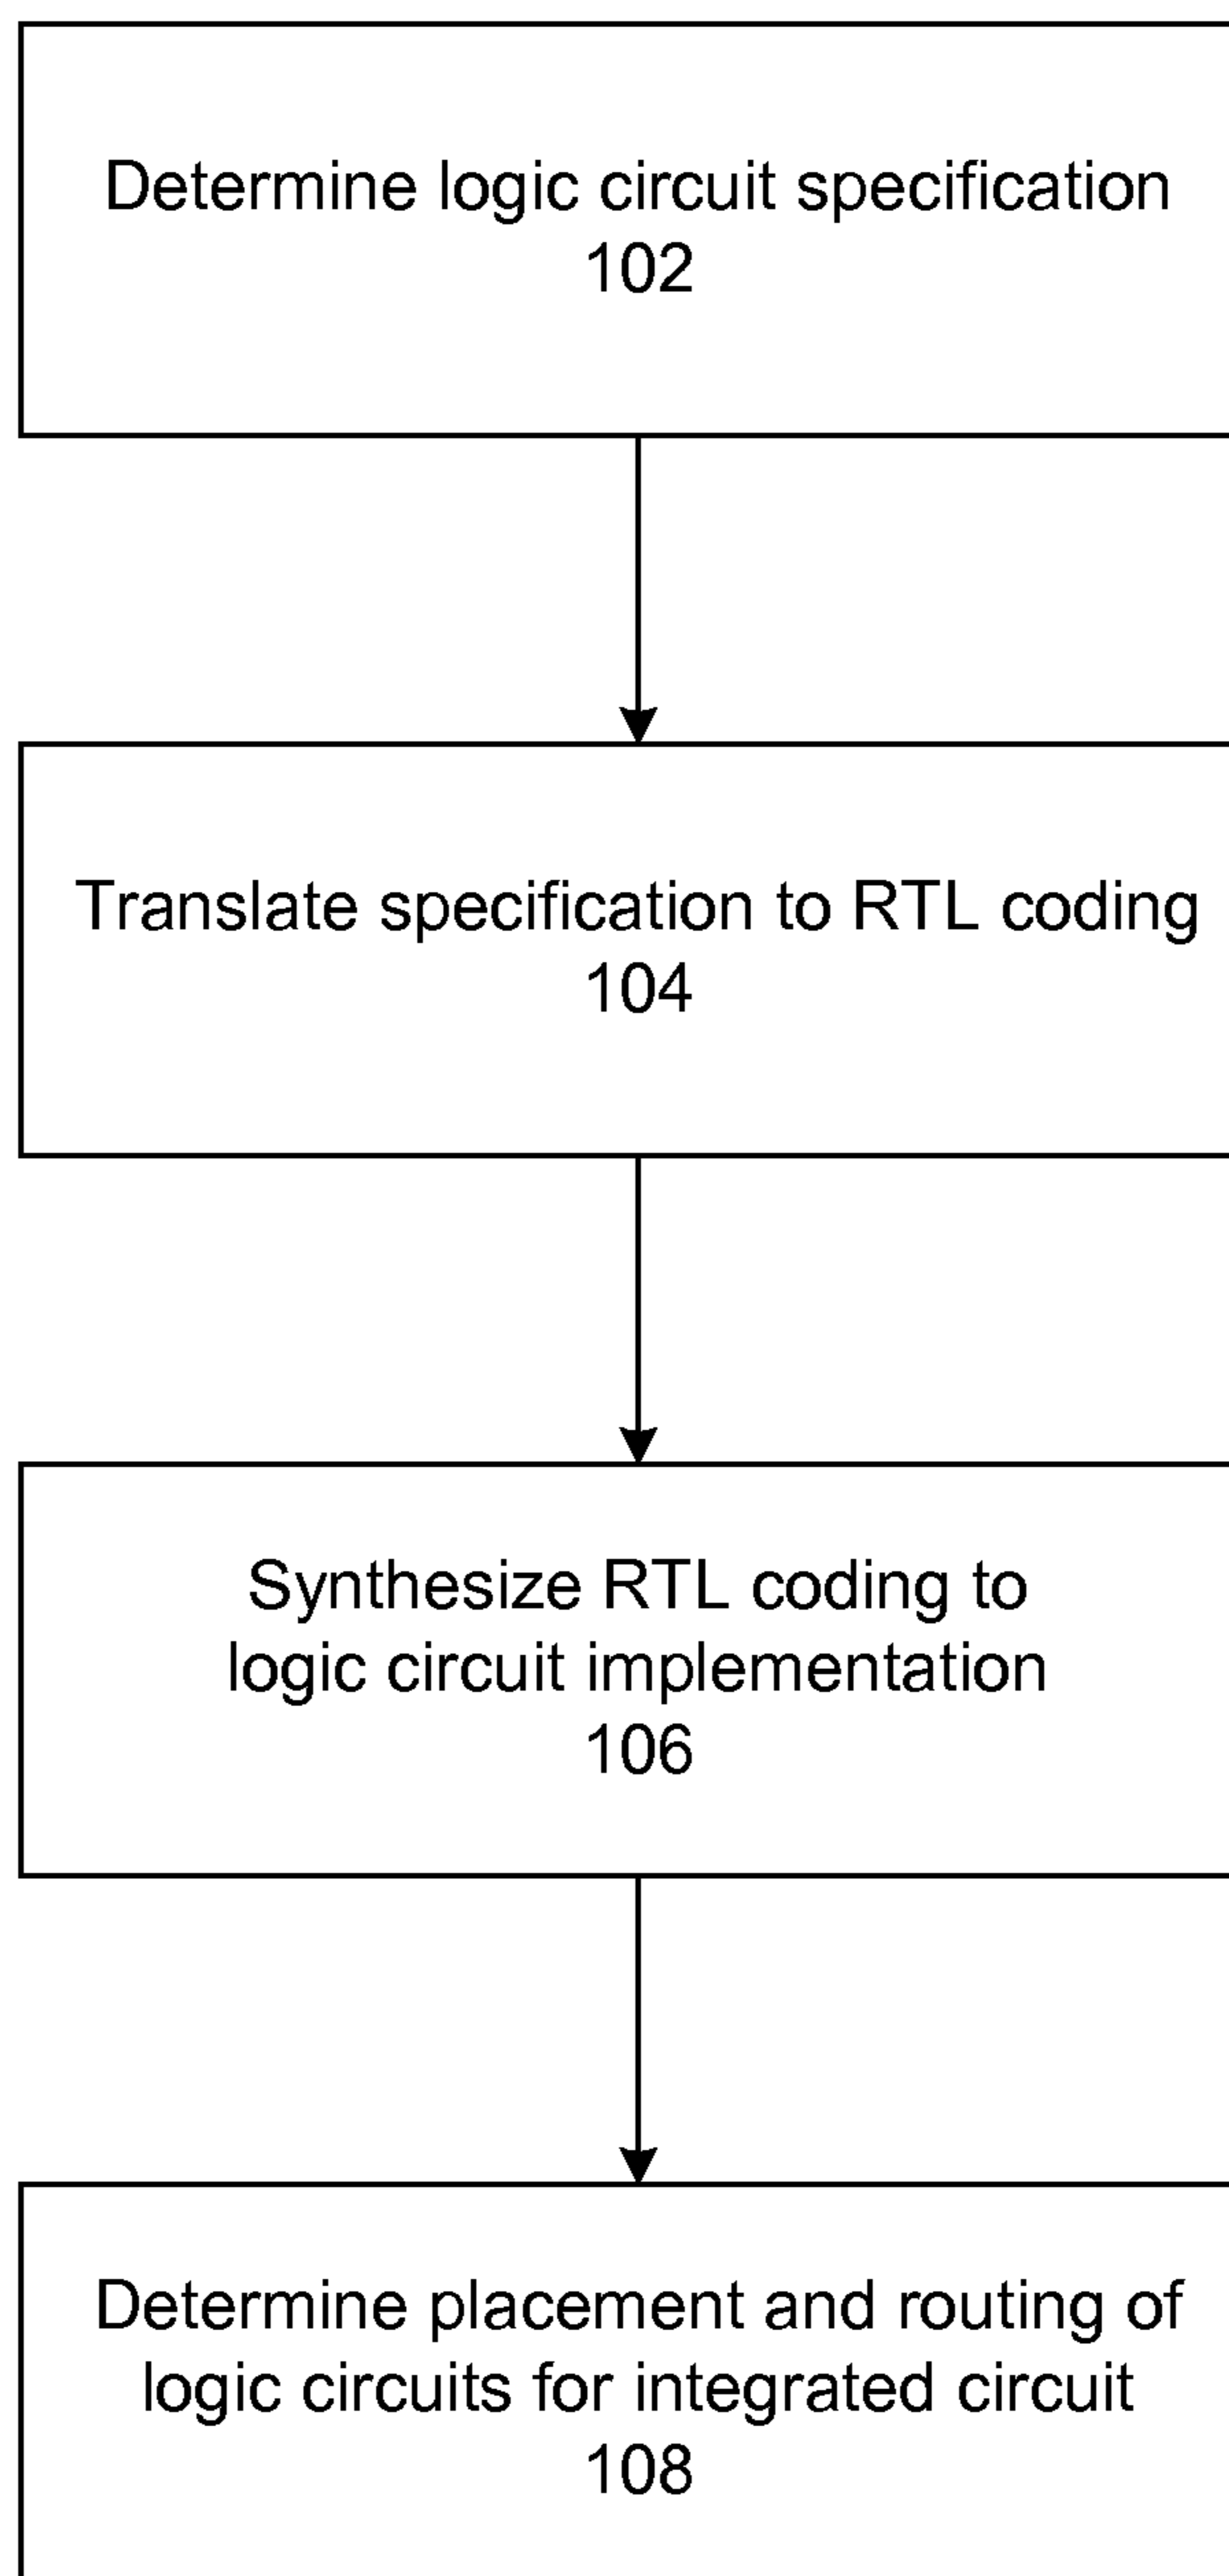 Determine logic circuit specification
102
Translate specification to RTL coding
104
Synthesize RTL coding to
logic circuit implementation
106
Determine placement and routing of
logic circuits for integrated circuit
108